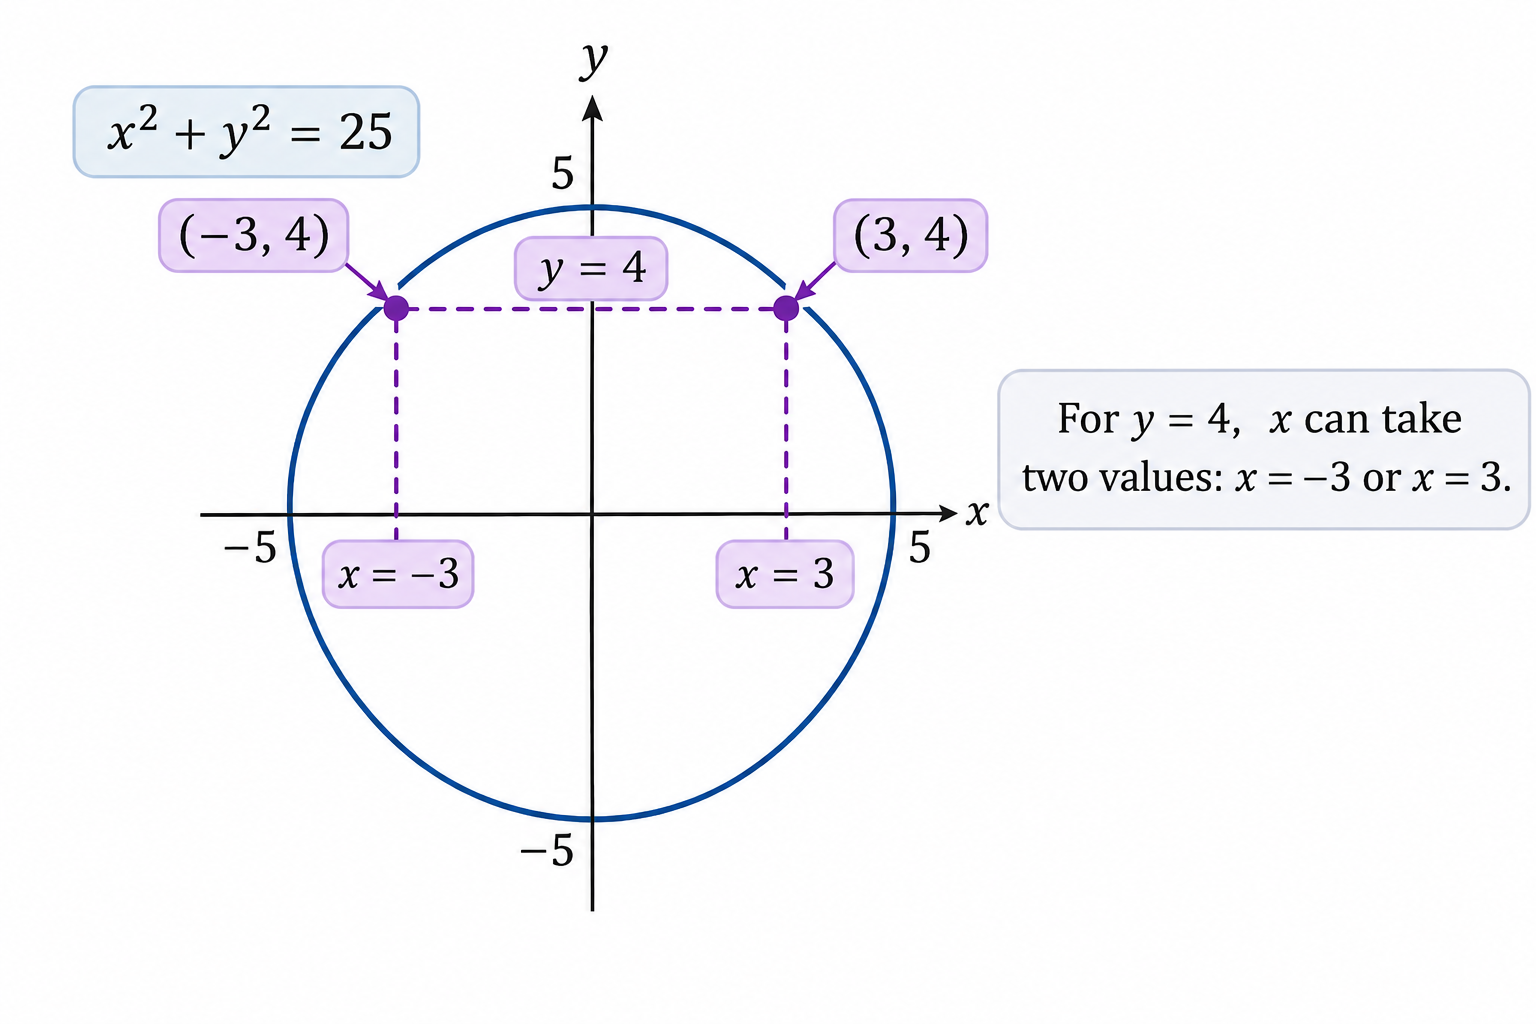 y
x² + y² = 25
5
(−3, 4)
(3, 4)
y = 4
For y = 4, x can take
two values: x = −3 or x = 3.
x
−5
5
x = −3
x = 3
−5